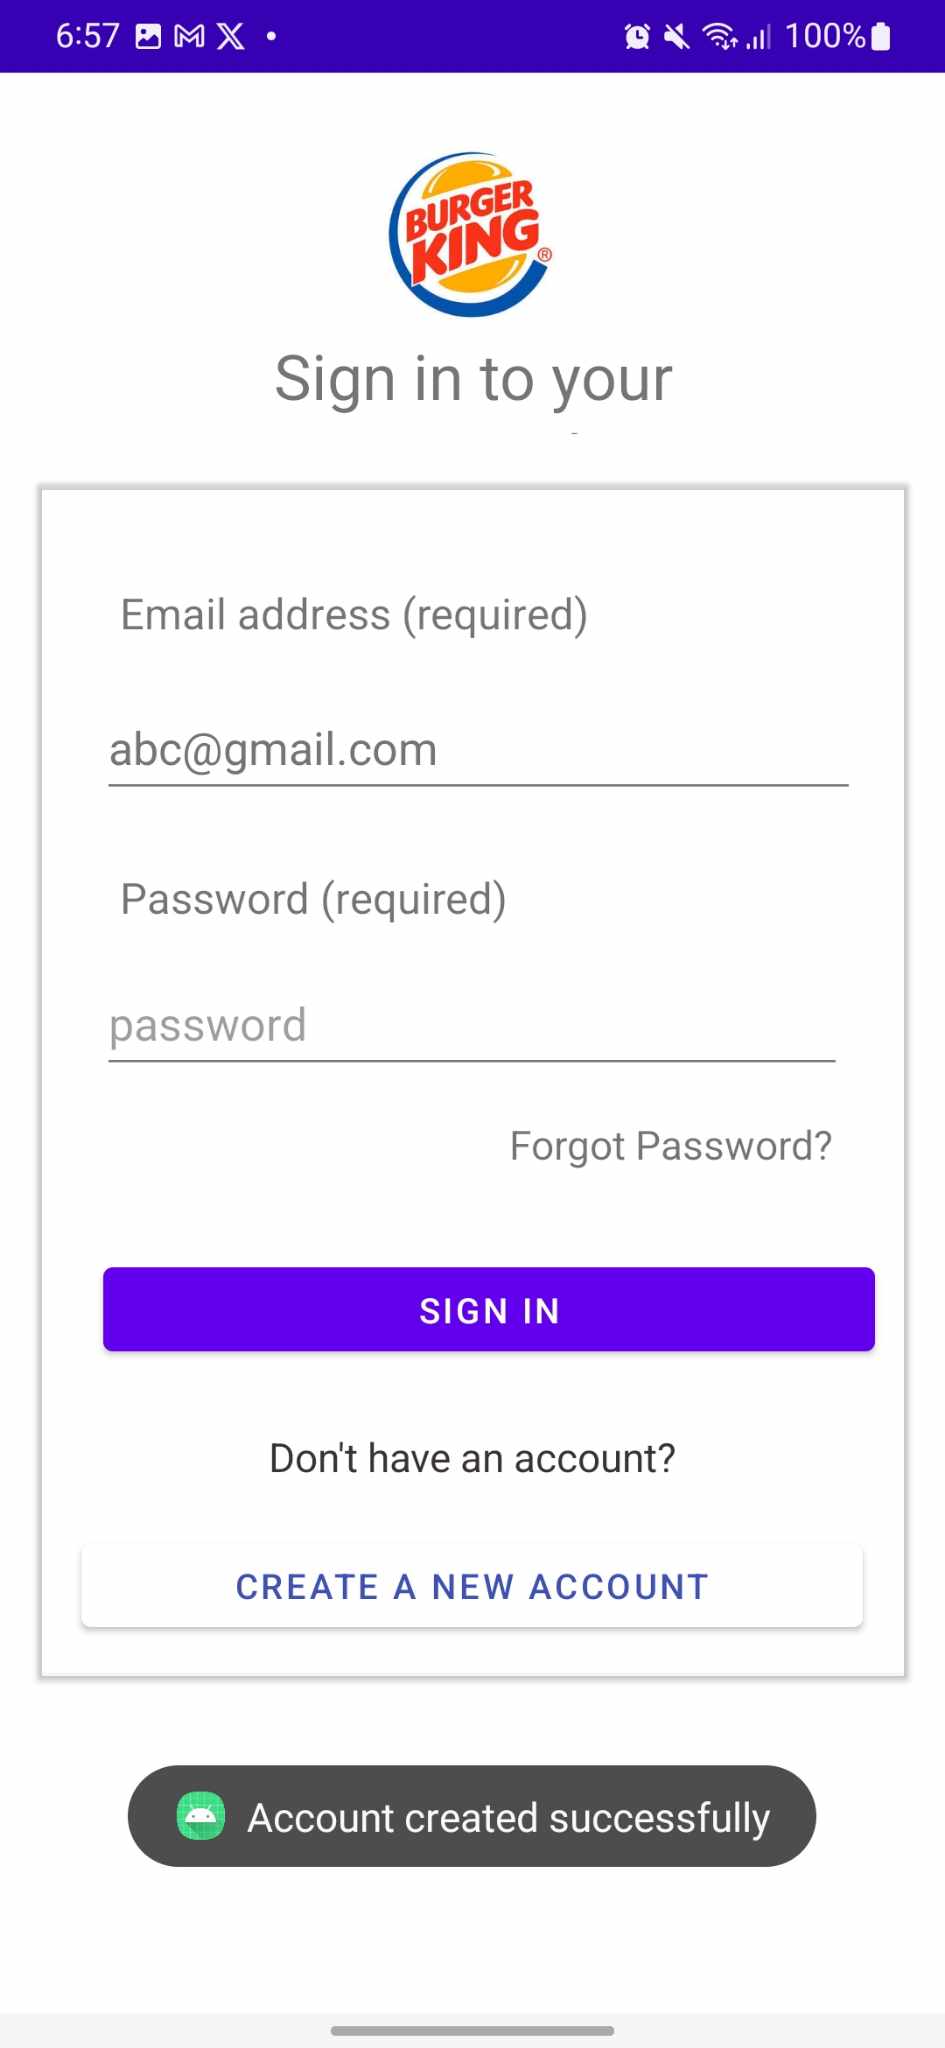 6:57 100%
BURGER
KING
®
Sign in to your
Email address (required)
abc@gmail.com
Password (required)
password
Forgot Password?
SIGN IN
Don't have an account?
CREATE A NEW ACCOUNT
Account created successfully